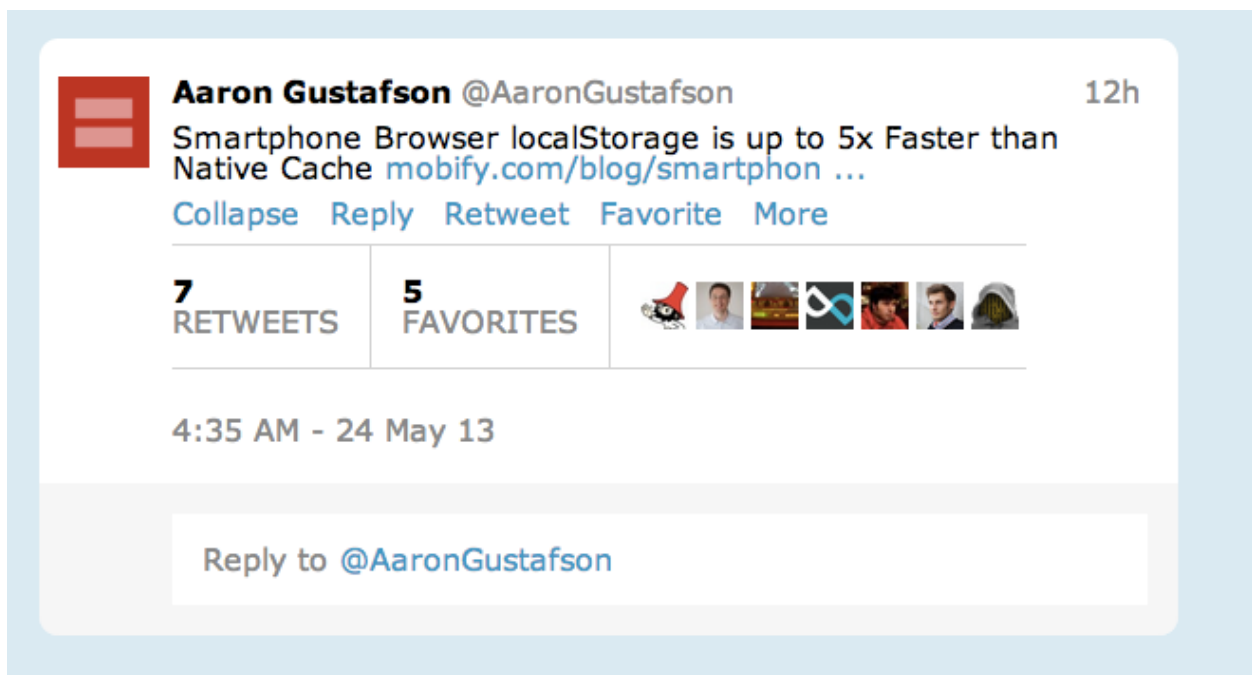 Aaron Gustafson @AaronGustafson 12h
Smartphone Browser localStorage is up to 5x Faster than
Native Cache mobify.com/blog/smartphon ...
Collapse Reply Retweet Favorite More
7 5
RETWEETS FAVORITES
4:35 AM - 24 May 13
Reply to @AaronGustafson